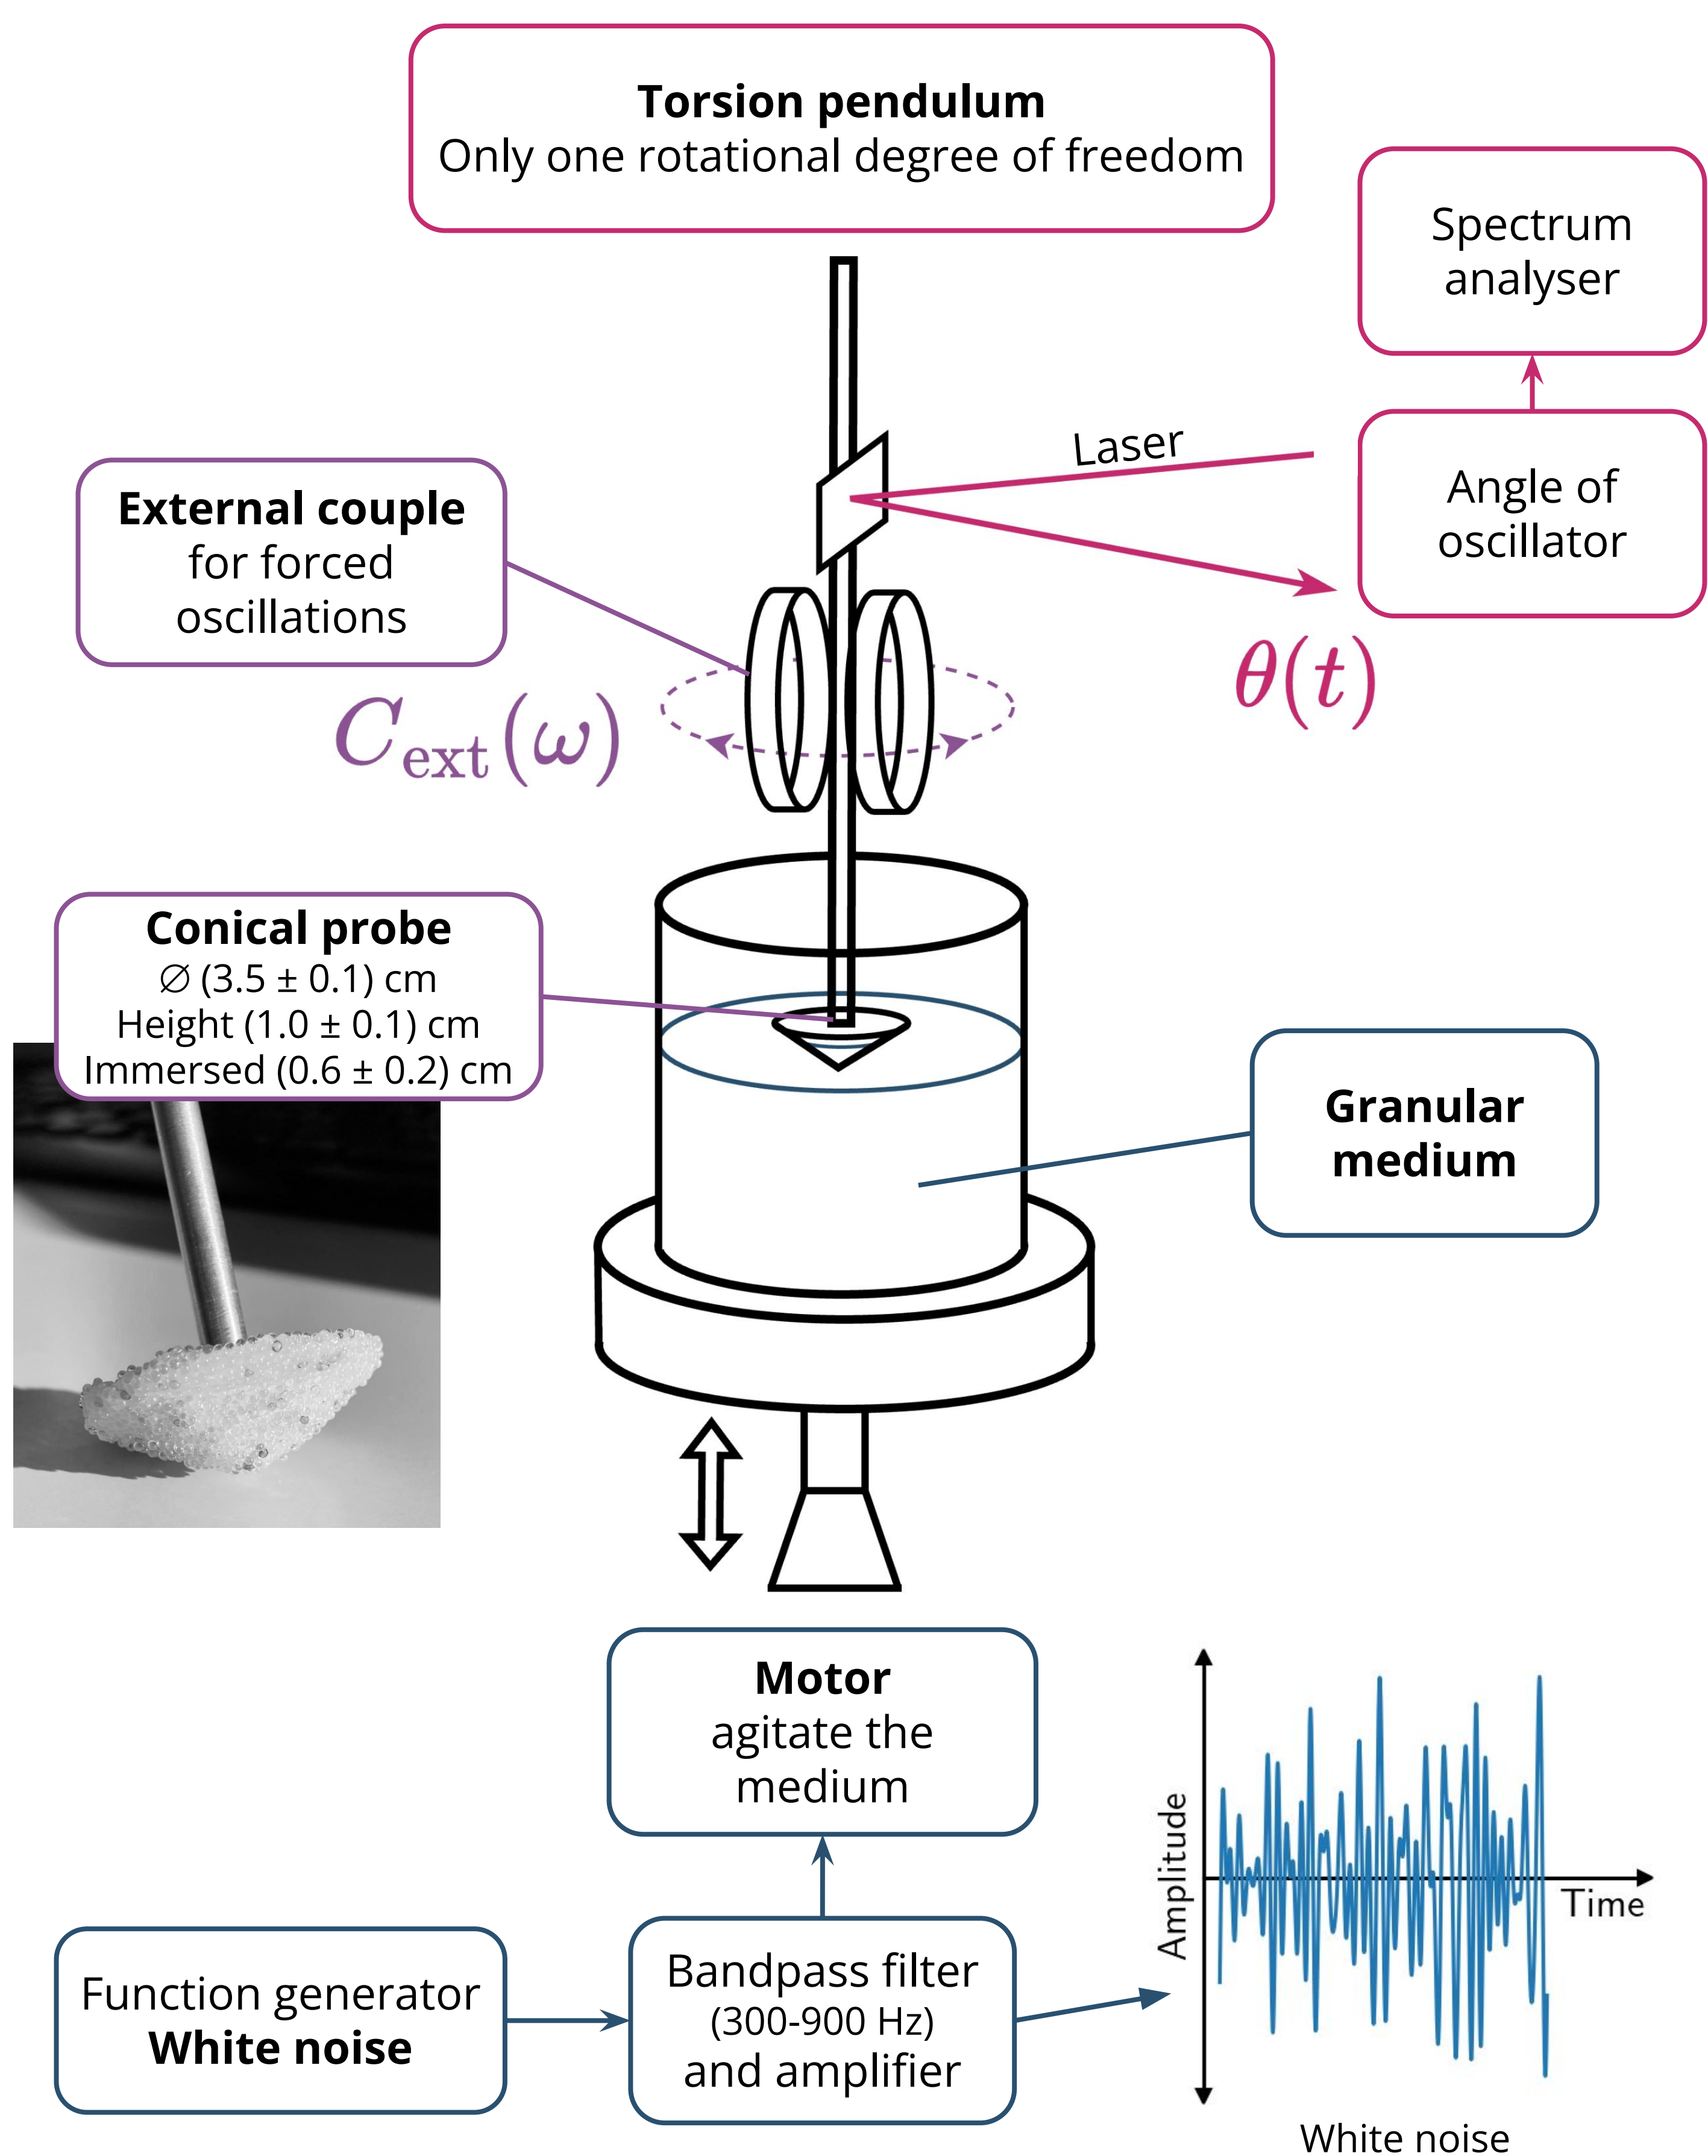 Torsion pendulum
Only one rotational degree of freedom
Spectrum
analyser
Laser
Angle of
oscillator
External couple
for forced
oscillations
θ(t)
C_ext(ω)
Conical probe
∅ (3.5 ± 0.1) cm
Height (1.0 ± 0.1) cm
Immersed (0.6 ± 0.2) cm
Granular
medium
Motor
agitate the
medium
Amplitude
Time
Function generator
White noise
Bandpass filter
(300-900 Hz)
and amplifier
White noise